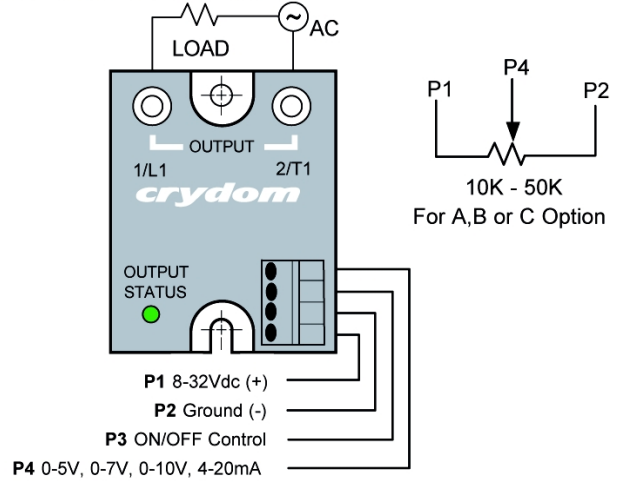 AC
LOAD
OUTPUT
1/L1
2/T1
crydom
OUTPUT
STATUS
P1 8-32Vdc (+)
P2 Ground (-)
P3 ON/OFF Control
P4 0-5V, 0-7V, 0-10V, 4-20mA
P4
P1
P2
10K - 50K
For A,B or C Option